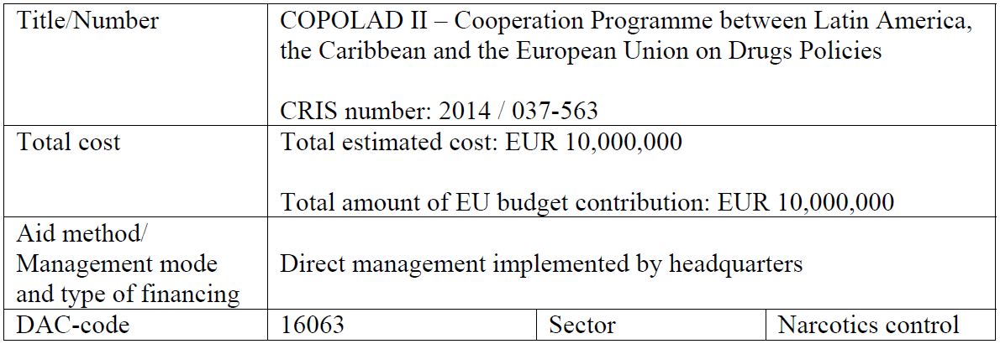 Title/Number
COPOLAD II – Cooperation Programme between Latin America,
the Caribbean and the European Union on Drugs Policies
CRIS number: 2014 / 037-563
Total cost
Total estimated cost: EUR 10,000,000
Total amount of EU budget contribution: EUR 10,000,000
Aid method/
Management mode
and type of financing
Direct management implemented by headquarters
DAC-code
16063
Sector
Narcotics control